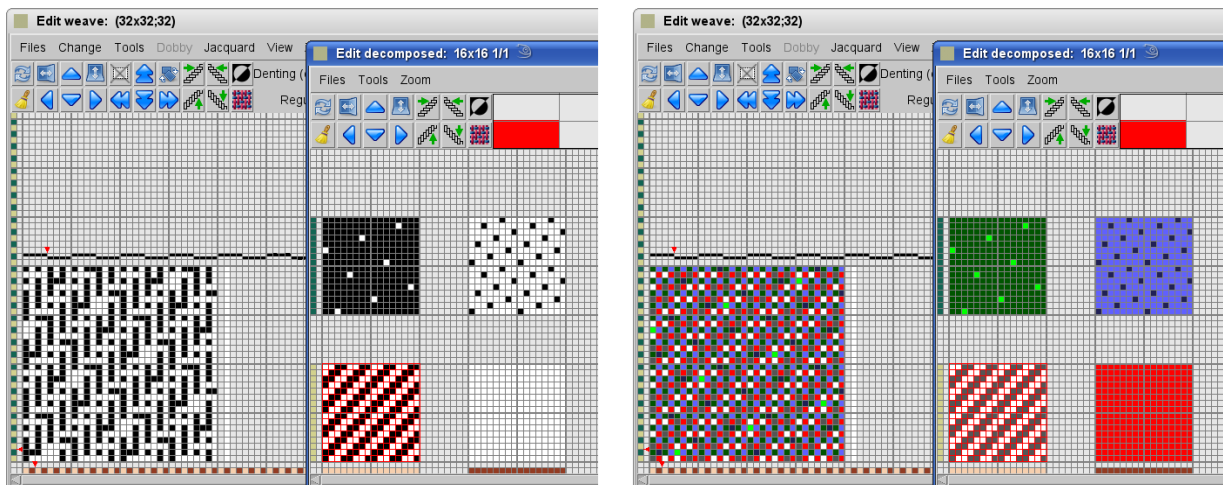 Edit weave: (32x32;32)
Files Change Tools Dobby Jacquard View
Denting (
Regu
Edit decomposed: 16x16 1/1
Files Tools Zoom
Edit weave: (32x32;32)
Files Change Tools Dobby Jacquard View
Denting (
Regu
Edit decomposed: 16x16 1/1
Files Tools Zoom